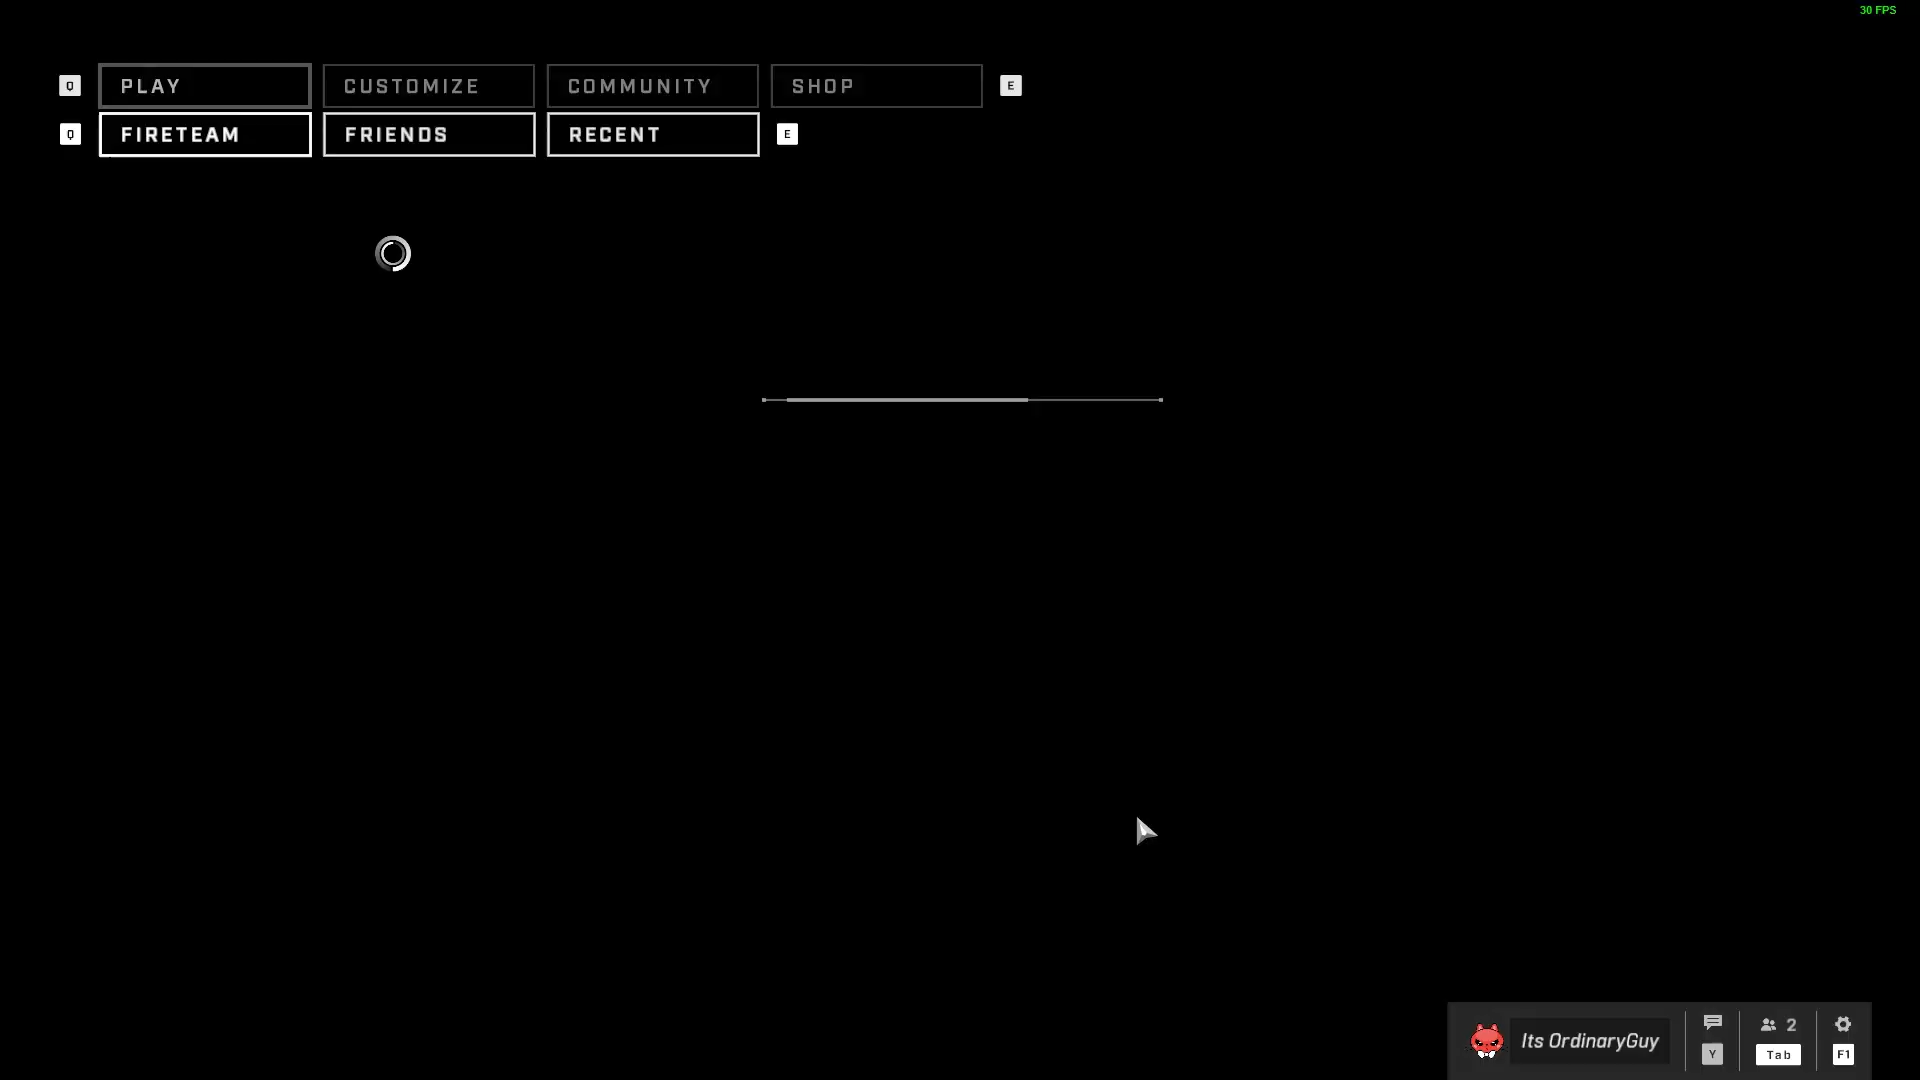 30 FPS
Q PLAY CUSTOMIZE COMMUNITY SHOP E
Q FIRETEAM FRIENDS RECENT E
Its OrdinaryGuy 2
Y Tab F1